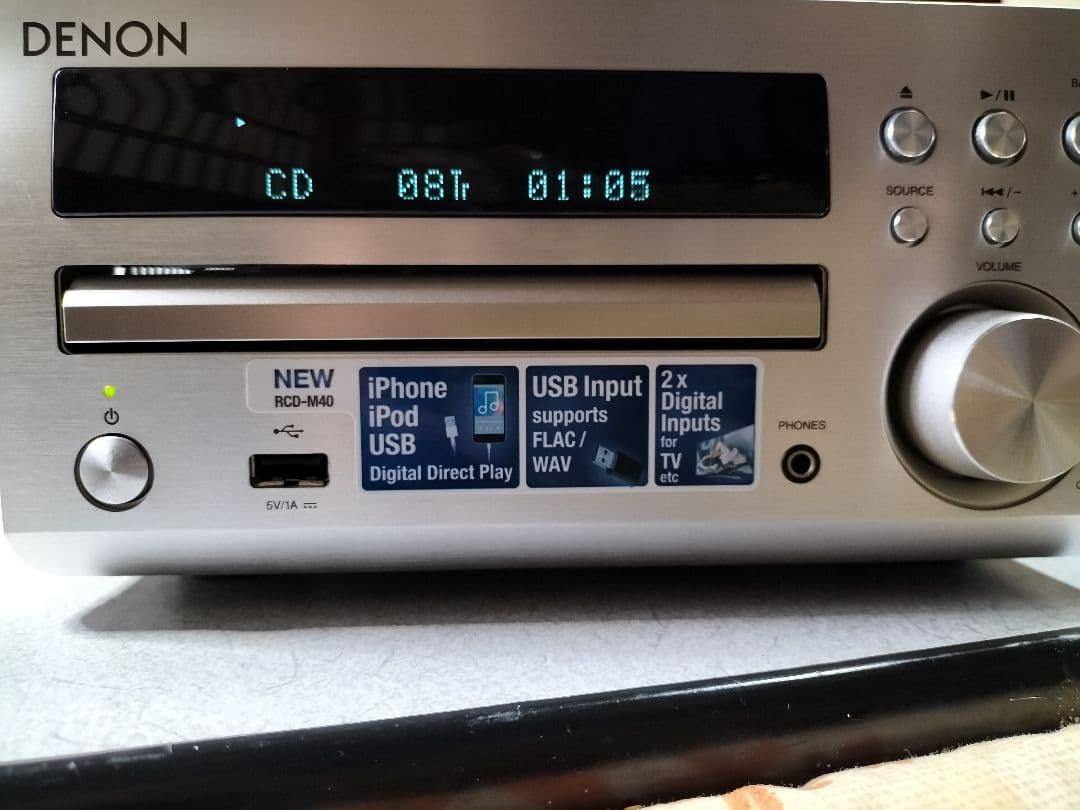 DENON
CD 08Tr 01:05
SOURCE
VOLUME
NEW
RCD-M40
5V/1A
iPhone
iPod
USB
Digital Direct Play
USB Input
supports
FLAC /
WAV
2 x
Digital
Inputs
for
TV
etc
PHONES